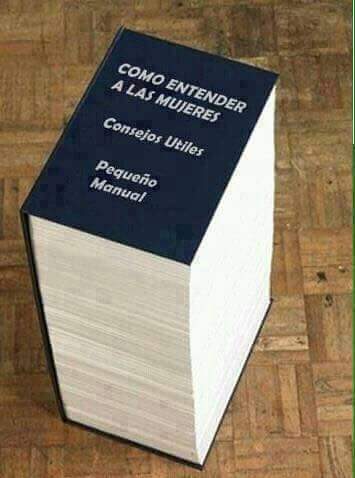 COMO ENTENDER
A LAS MUJERES
Consejos Utiles
Pequeño
Manual